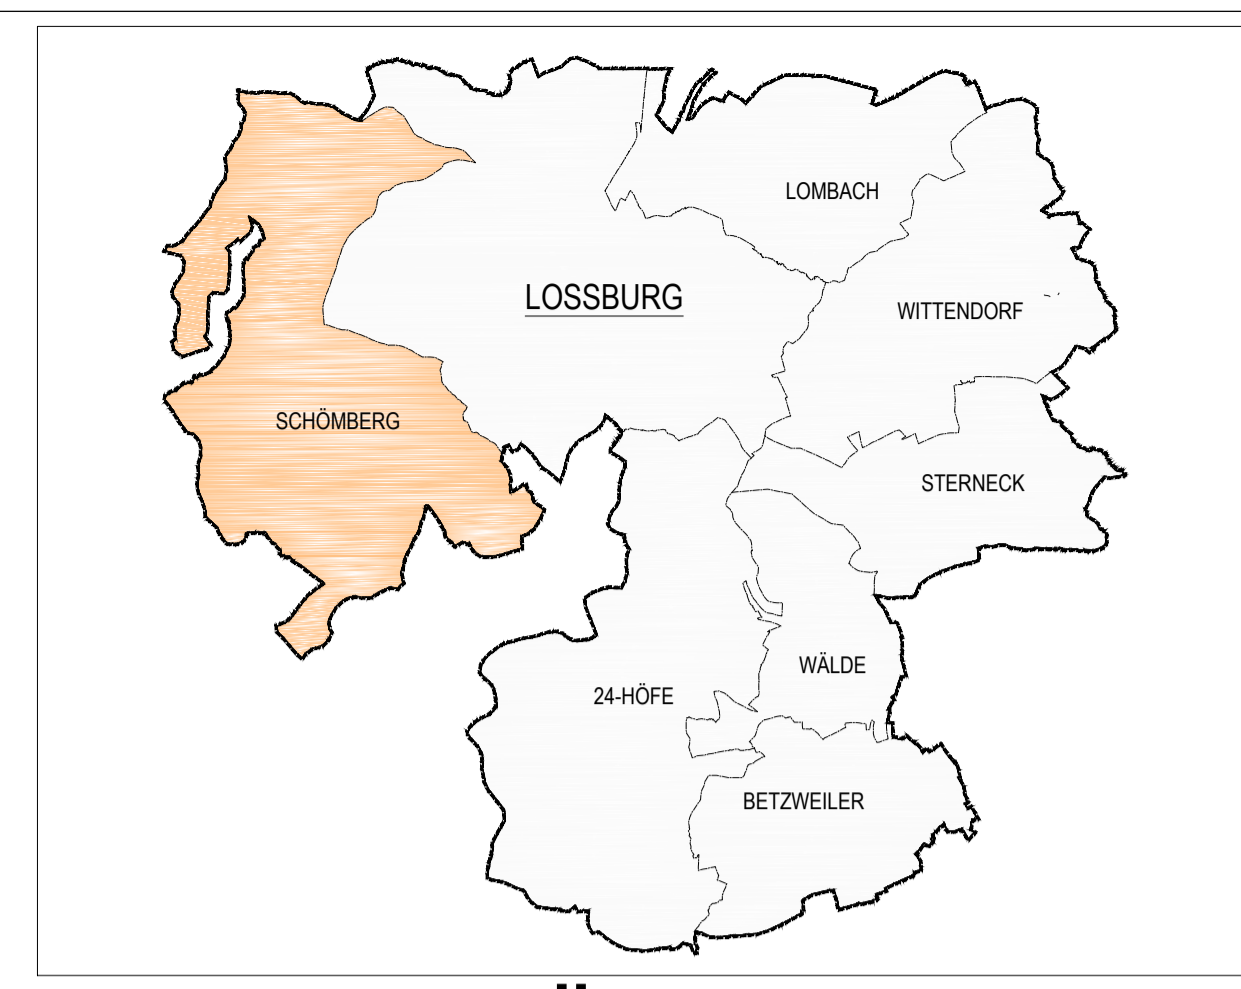 LOMBACH
LOSSBURG
WITTENDORF
SCHÖMBERG
STERNECK
WÄLDE
24-HÖFE
BETZWEILER